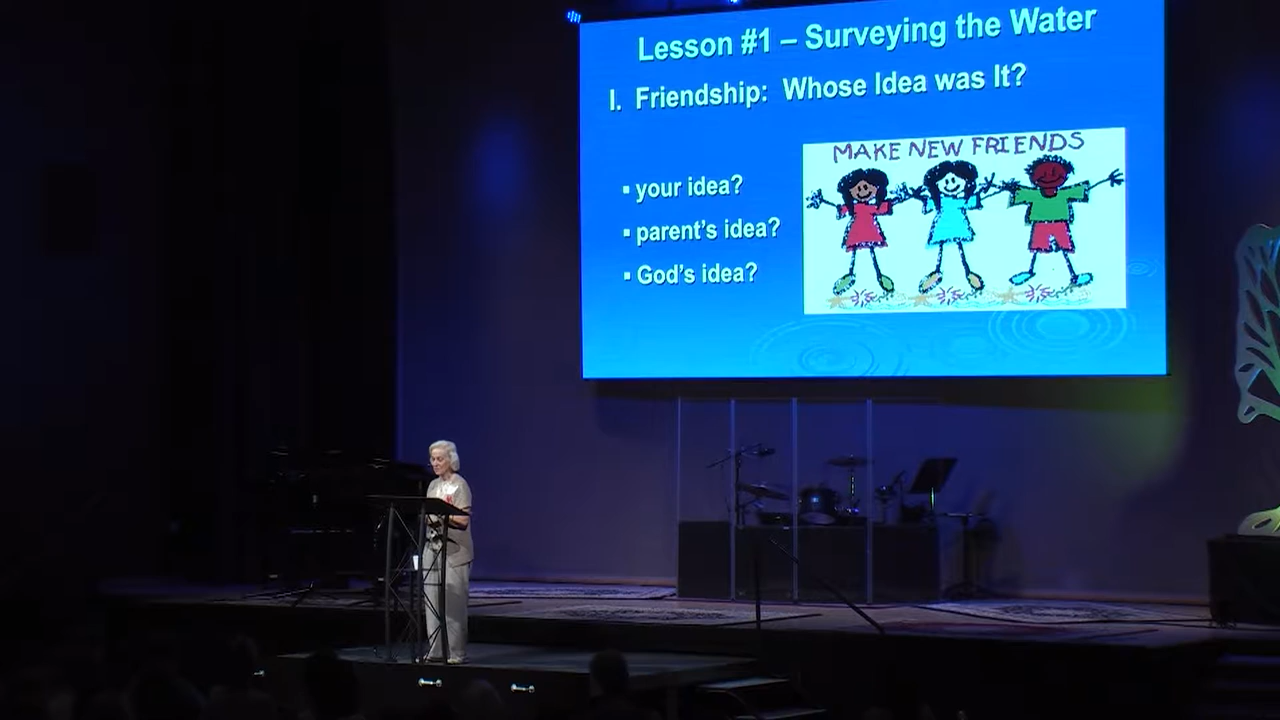 Lesson #1 – Surveying the Water
I. Friendship: Whose Idea was It?
MAKE NEW FRIENDS
▪ your idea?
▪ parent's idea?
▪ God's idea?